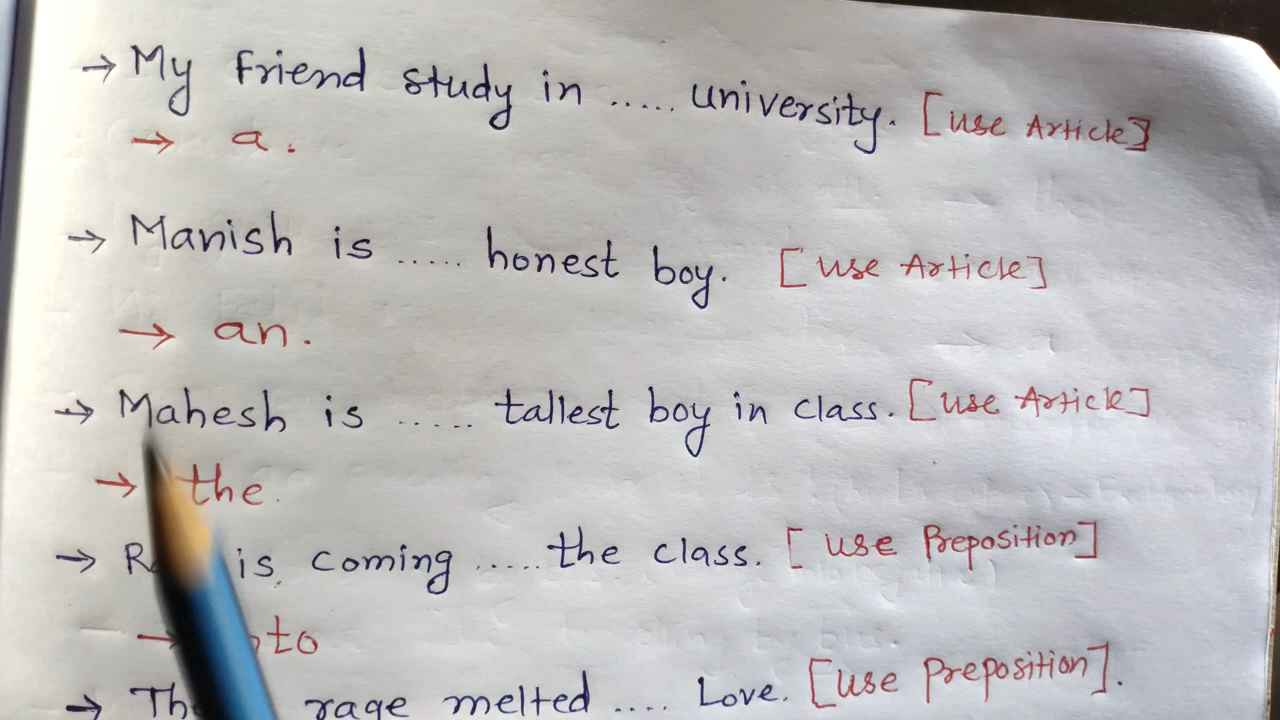 → My friend study in ..... university. [use Article]
→ a.
→ Manish is ..... honest boy. [use Article]
→ an.
→ Mahesh is ..... tallest boy in class. [use Article]
→ the.
→ is coming ..... the class. [use Preposition]
→
→ rage melted .... Love. [use preposition].